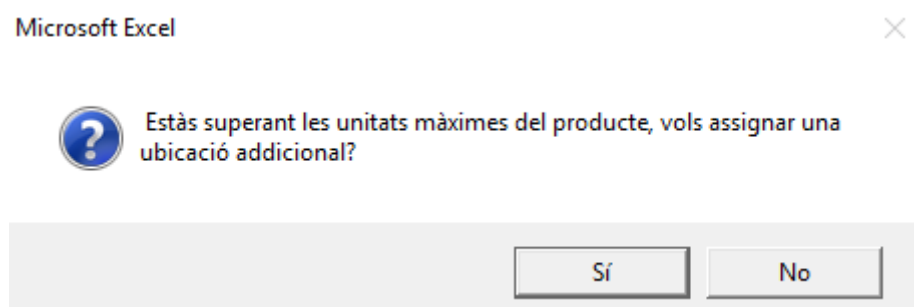 Microsoft Excel
Estàs superant les unitats màximes del producte, vols assignar una
ubicació addicional?
Sí
No